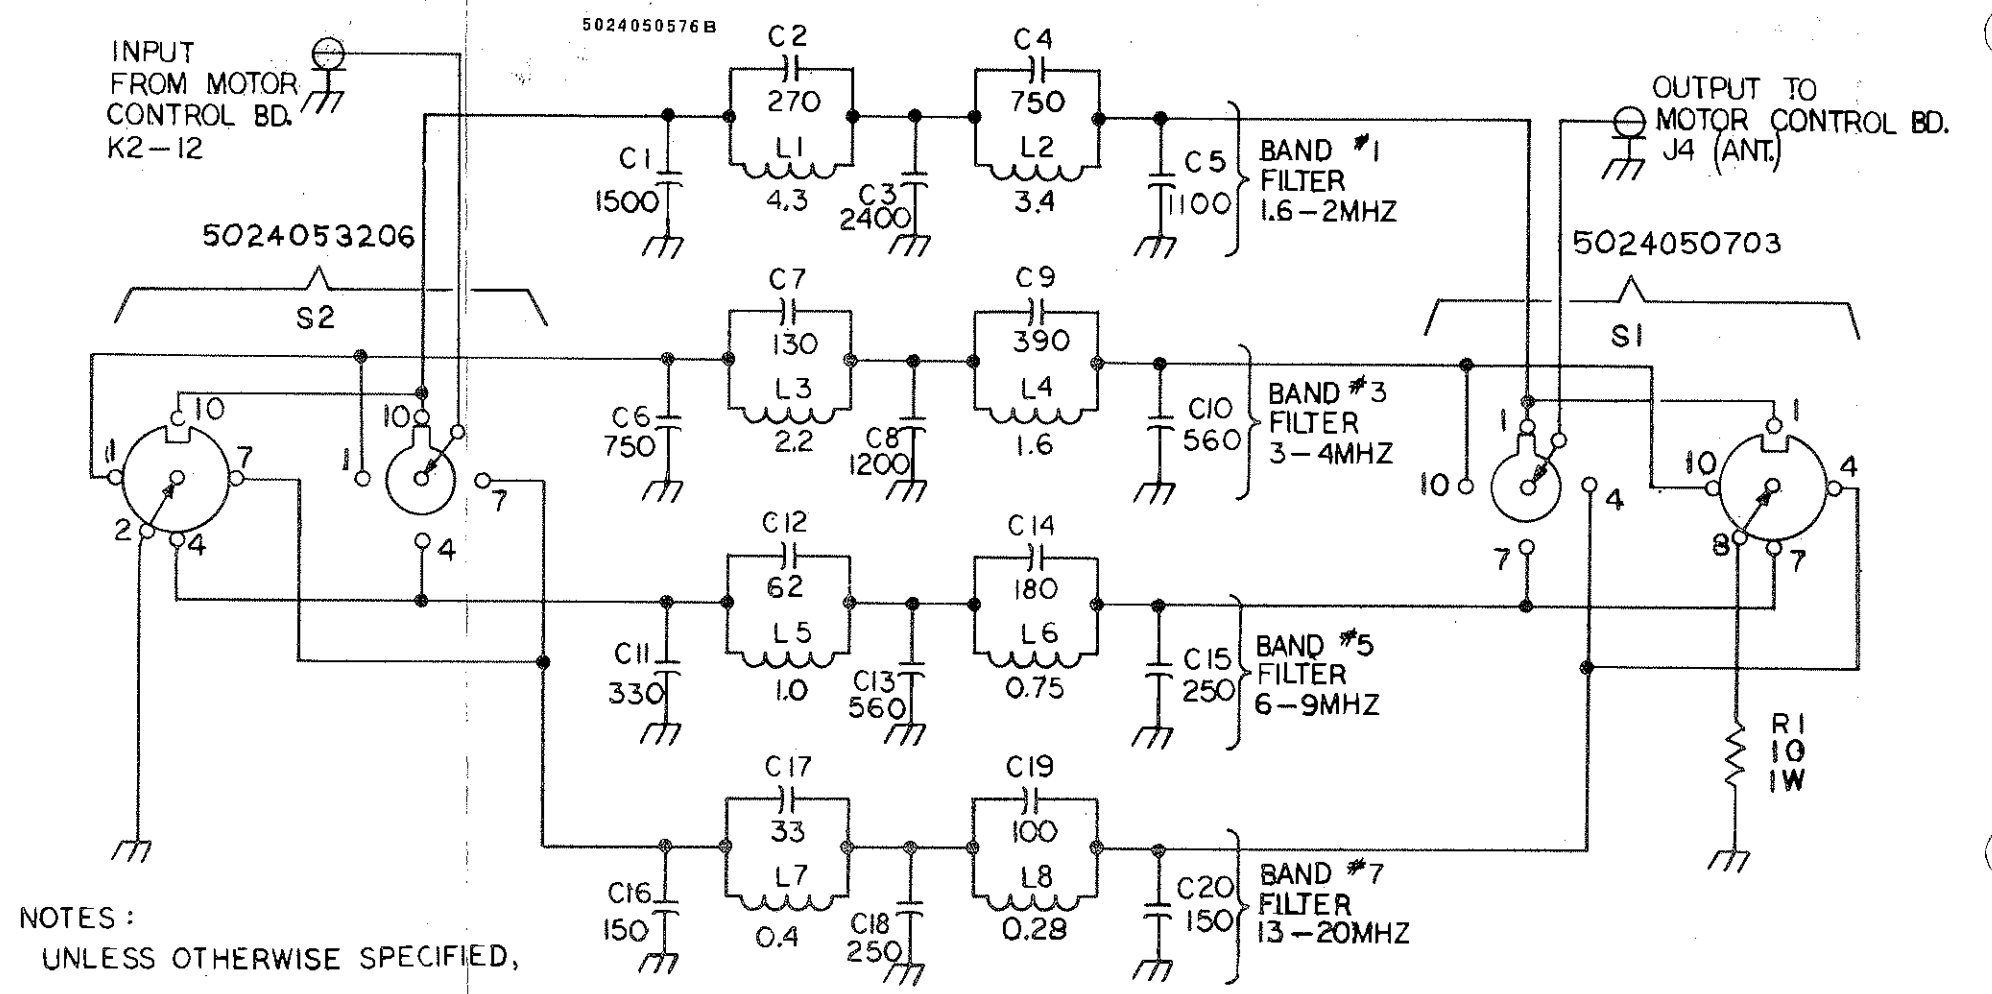 5024050576B
INPUT
FROM MOTOR
CONTROL BD.
K2-12
C2
270
L1
4.3
C4
750
L2
3.4
C1
1500
C3
2400
C5
1100
BAND #1
FILTER
1.6-2MHZ
OUTPUT TO
MOTOR CONTROL BD.
J4 (ANT.)
5024053206
S2
5024050703
S1
C7
130
L3
2.2
C9
390
L4
1.6
C6
750
C8
1200
C10
560
BAND #3
FILTER
3-4MHZ
10
1
7
2
4
10
1
7
4
1
10
4
7
1
10
4
8
7
C12
62
L5
1.0
C14
180
L6
0.75
C11
330
C13
560
C15
250
BAND #5
FILTER
6-9MHZ
R1
10
1W
C17
33
L7
0.4
C19
100
L8
0.28
C16
150
C18
250
C20
150
BAND #7
FILTER
13-20MHZ
NOTES:
UNLESS OTHERWISE SPECIFIED,